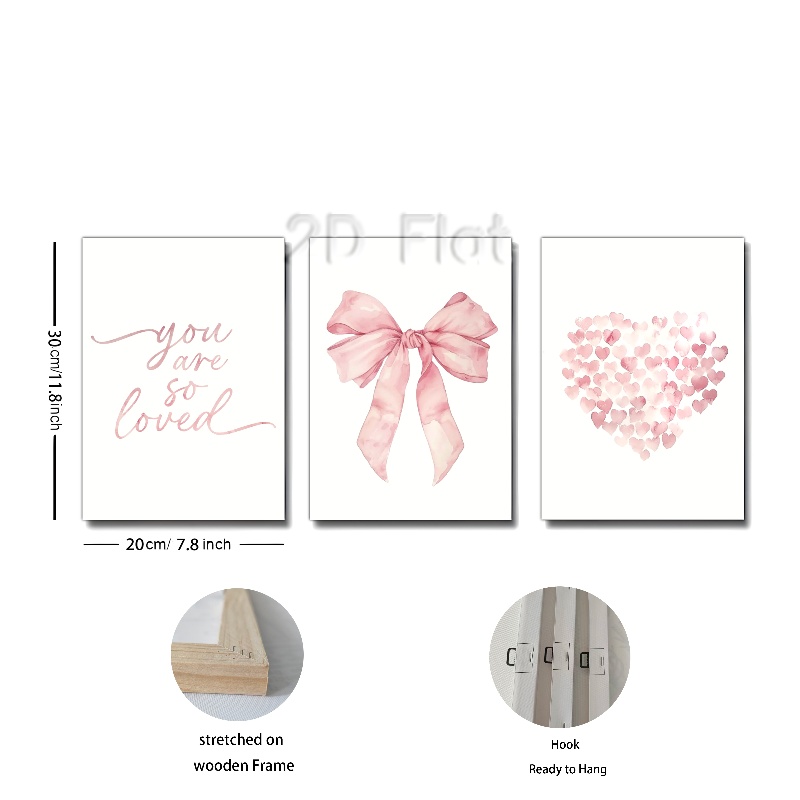 2D Flat
you
are
so
loved
30cm/11.8inch
20cm/ 7.8 inch
stretched on
wooden Frame
Hook
Ready to Hang